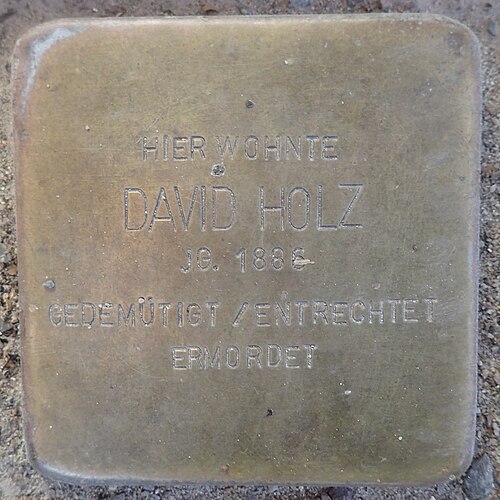 HIER WOHNTE
DAVID HOLZ
JG. 1886
GEDEMÜTIGT / ENTRECHTET
ERMORDET